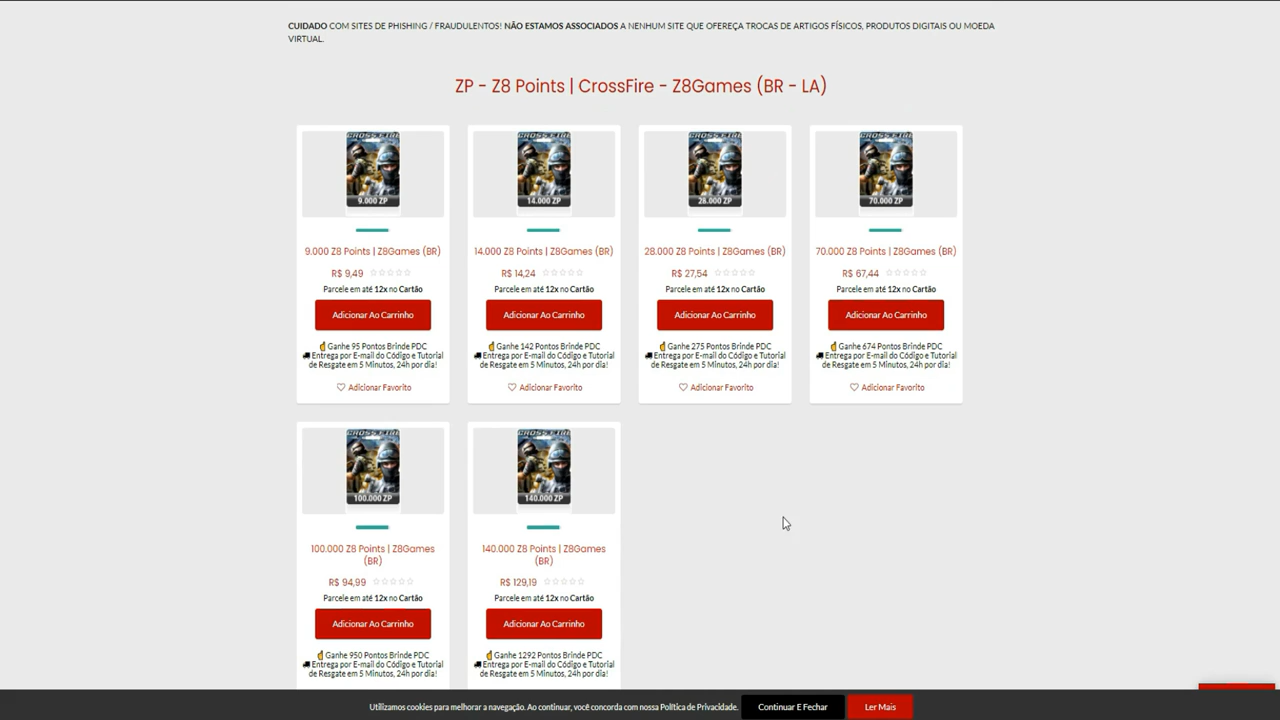 CUIDADO COM SITES DE PHISHING / FRAUDULENTOS! NÃO ESTAMOS ASSOCIADOS A NENHUM SITE QUE OFEREÇA TROCAS DE ARTIGOS FÍSICOS, PRODUTOS DIGITAIS OU MOEDA
VIRTUAL.
ZP - Z8 Points | CrossFire - Z8Games (BR - LA)
CROSSFIRE
9.000 ZP
9.000 Z8 Points | Z8Games (BR)
R$ 9,49
Parcele em até 12x no Cartão
Adicionar Ao Carrinho
Ganhe 95 Pontos Brinde PDC
Entrega por E-mail do Código e Tutorial
de Resgate em 5 Minutos, 24h por dia!
Adicionar Favorito
CROSSFIRE
14.000 ZP
14.000 Z8 Points | Z8Games (BR)
R$ 14,24
Parcele em até 12x no Cartão
Adicionar Ao Carrinho
Ganhe 142 Pontos Brinde PDC
Entrega por E-mail do Código e Tutorial
de Resgate em 5 Minutos, 24h por dia!
Adicionar Favorito
CROSSFIRE
28.000 ZP
28.000 Z8 Points | Z8Games (BR)
R$ 27,54
Parcele em até 12x no Cartão
Adicionar Ao Carrinho
Ganhe 275 Pontos Brinde PDC
Entrega por E-mail do Código e Tutorial
de Resgate em 5 Minutos, 24h por dia!
Adicionar Favorito
CROSSFIRE
70.000 ZP
70.000 Z8 Points | Z8Games (BR)
R$ 67,44
Parcele em até 12x no Cartão
Adicionar Ao Carrinho
Ganhe 674 Pontos Brinde PDC
Entrega por E-mail do Código e Tutorial
de Resgate em 5 Minutos, 24h por dia!
Adicionar Favorito
CROSSFIRE
100.000 ZP
100.000 Z8 Points | Z8Games
(BR)
R$ 94,99
Parcele em até 12x no Cartão
Adicionar Ao Carrinho
Ganhe 950 Pontos Brinde PDC
Entrega por E-mail do Código e Tutorial
de Resgate em 5 Minutos, 24h por dia!
CROSSFIRE
140.000 ZP
140.000 Z8 Points | Z8Games
(BR)
R$ 129,19
Parcele em até 12x no Cartão
Adicionar Ao Carrinho
Ganhe 1292 Pontos Brinde PDC
Entrega por E-mail do Código e Tutorial
de Resgate em 5 Minutos, 24h por dia!
Utilizamos cookies para melhorar a navegação. Ao continuar, você concorda com nossa Política de Privacidade.
Continuar E Fechar
Ler Mais